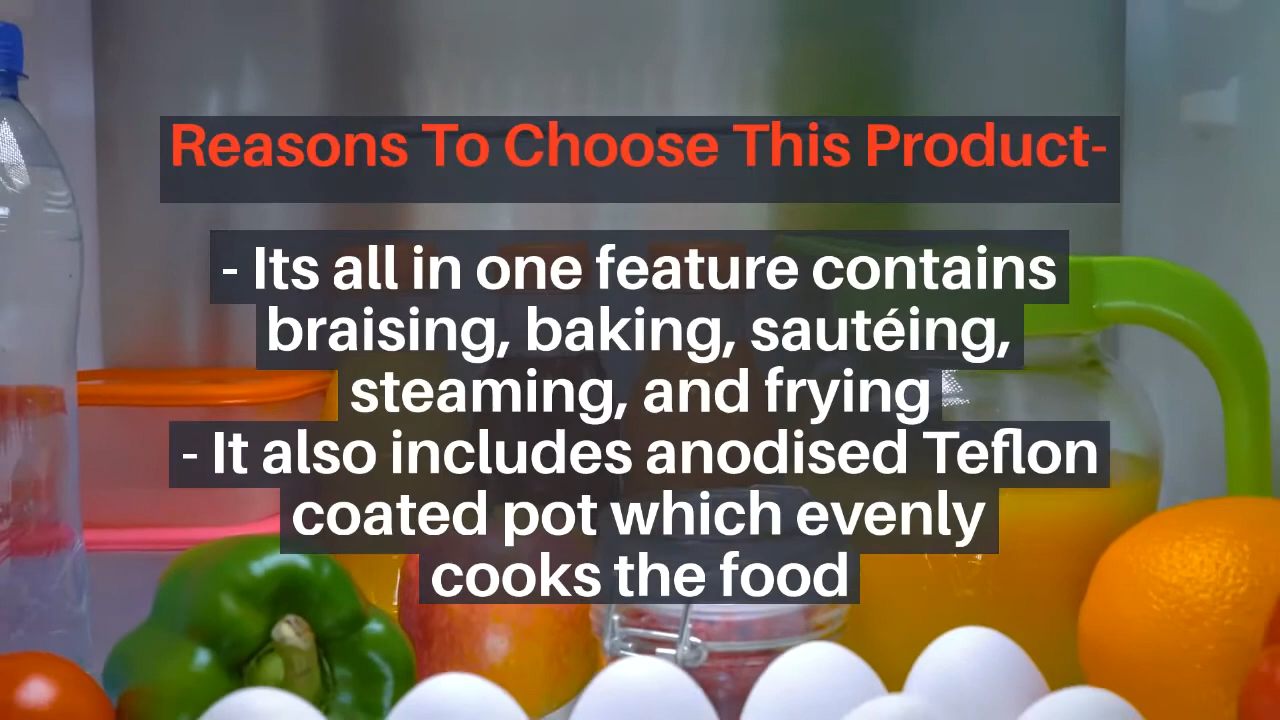 Reasons To Choose This Product-
- Its all in one feature contains
braising, baking, sautéing,
steaming, and frying
- It also includes anodised Teflon
coated pot which evenly
cooks the food